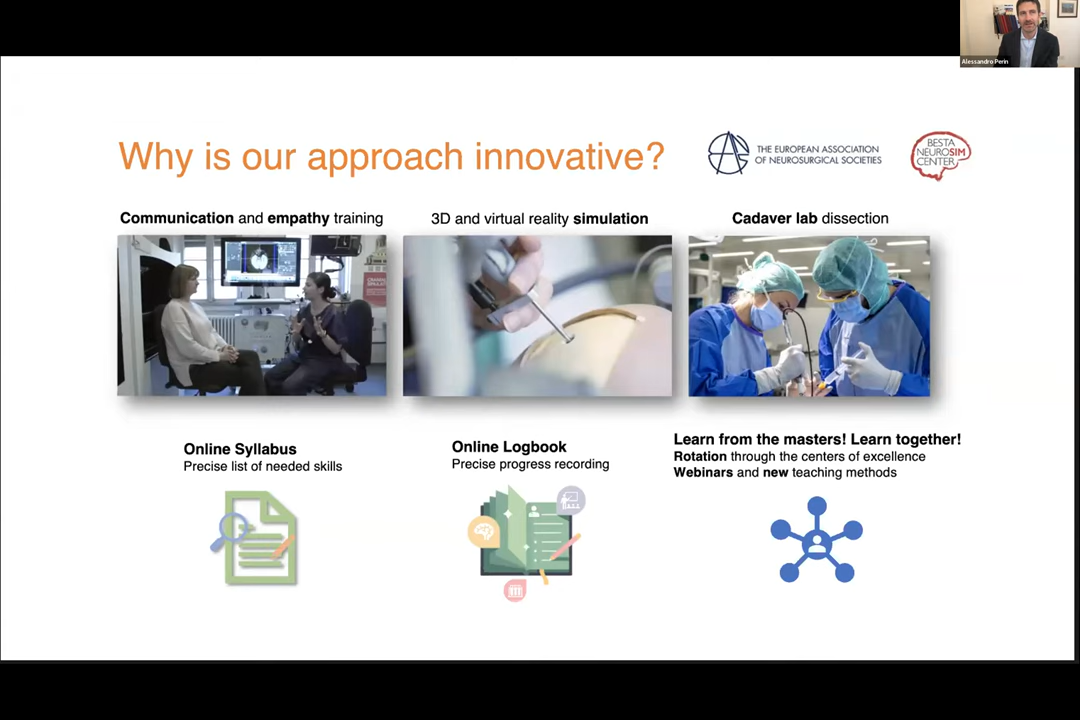 Alessandro Perin
Why is our approach innovative?
THE EUROPEAN ASSOCIATION
OF NEUROSURGICAL SOCIETIES
BESTA
NEUROSIM
CENTER
Communication and empathy training
3D and virtual reality simulation
Cadaver lab dissection
Online Syllabus
Precise list of needed skills
Online Logbook
Precise progress recording
Learn from the masters! Learn together!
Rotation through the centers of excellence
Webinars and new teaching methods